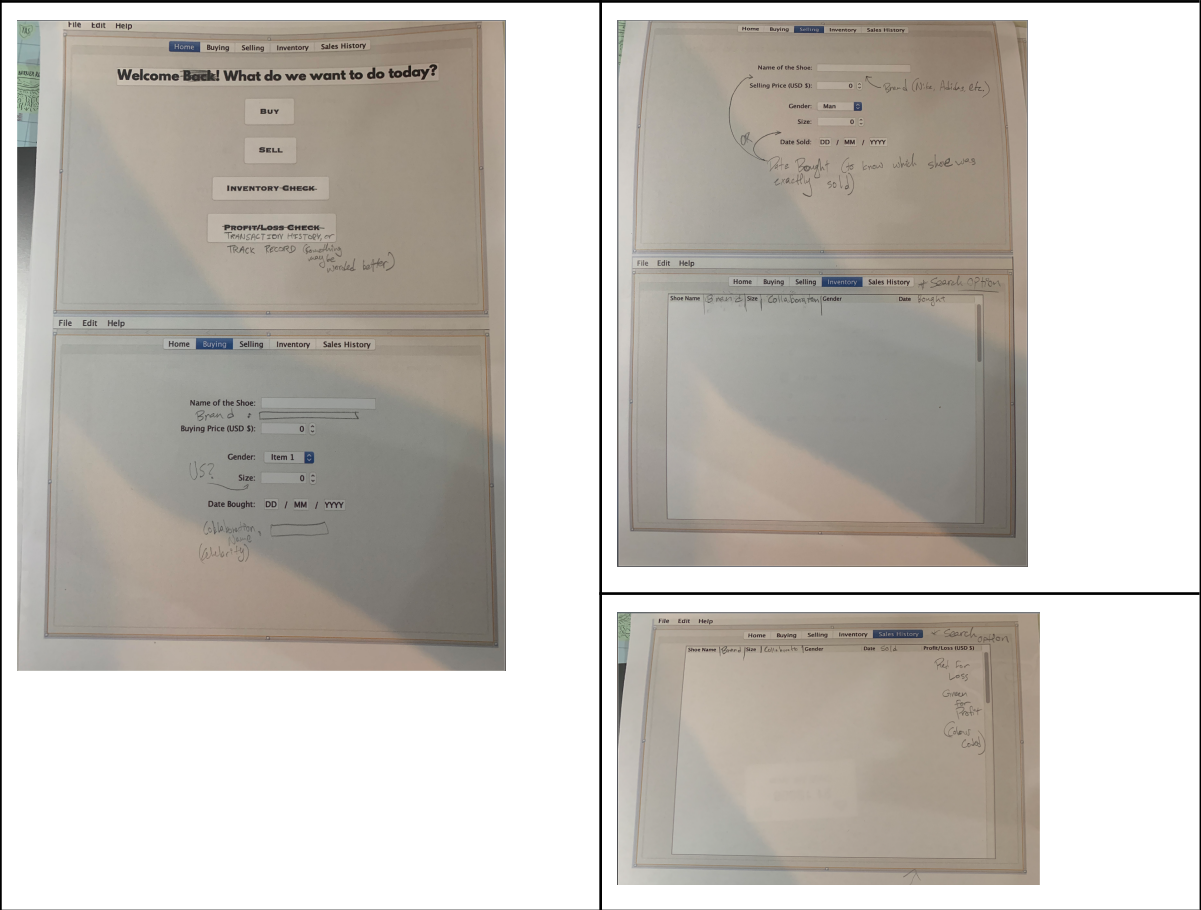 File Edit Help
Home Buying Selling Inventory Sales History
Welcome Back! What do we want to do today?
BUY
SELL
INVENTORY CHECK
PROFIT/LOSS CHECK
TRANSACTION HISTORY, or
TRACK RECORD (something
maybe
worded better)
File Edit Help
Home Buying Selling Inventory Sales History
Name of the Shoe:
Brand :
Buying Price (USD $): 0
Gender: Item 1
US?
Size: 0
Date Bought: DD / MM / YYYY
Collaboration
Name :
(celebrity)
Home Buying Selling Inventory Sales History
Name of the Shoe:
Selling Price (USD $): 0
Brand (Nike, Adidas etc.)
Gender: Man
Size: 0
OR
Date Sold: DD / MM / YYYY
Date Bought (to know which shoe was
exactly sold)
File Edit Help
Home Buying Selling Inventory Sales History + Search option
Shoe Name Brand Size Collaboration Gender Date Bought
File Edit Help
Home Buying Selling Inventory Sales History Search option
Shoe Name Brand Size Gender Date Sold Profit/Loss (USD $)
Red For
Loss
Green
For
Profit
(Colour
Coded)